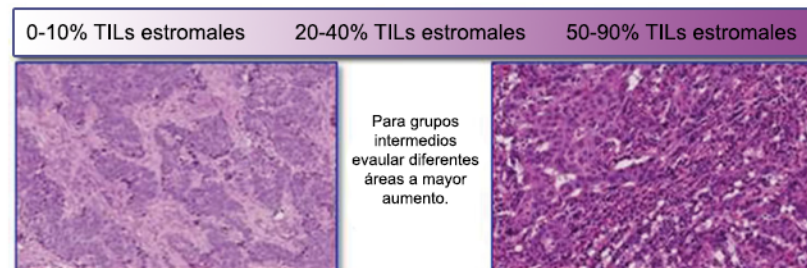 0-10% TILs estromales 20-40% TILs estromales 50-90% TILs estromales
Para grupos
intermedios
evaular diferentes
áreas a mayor
aumento.